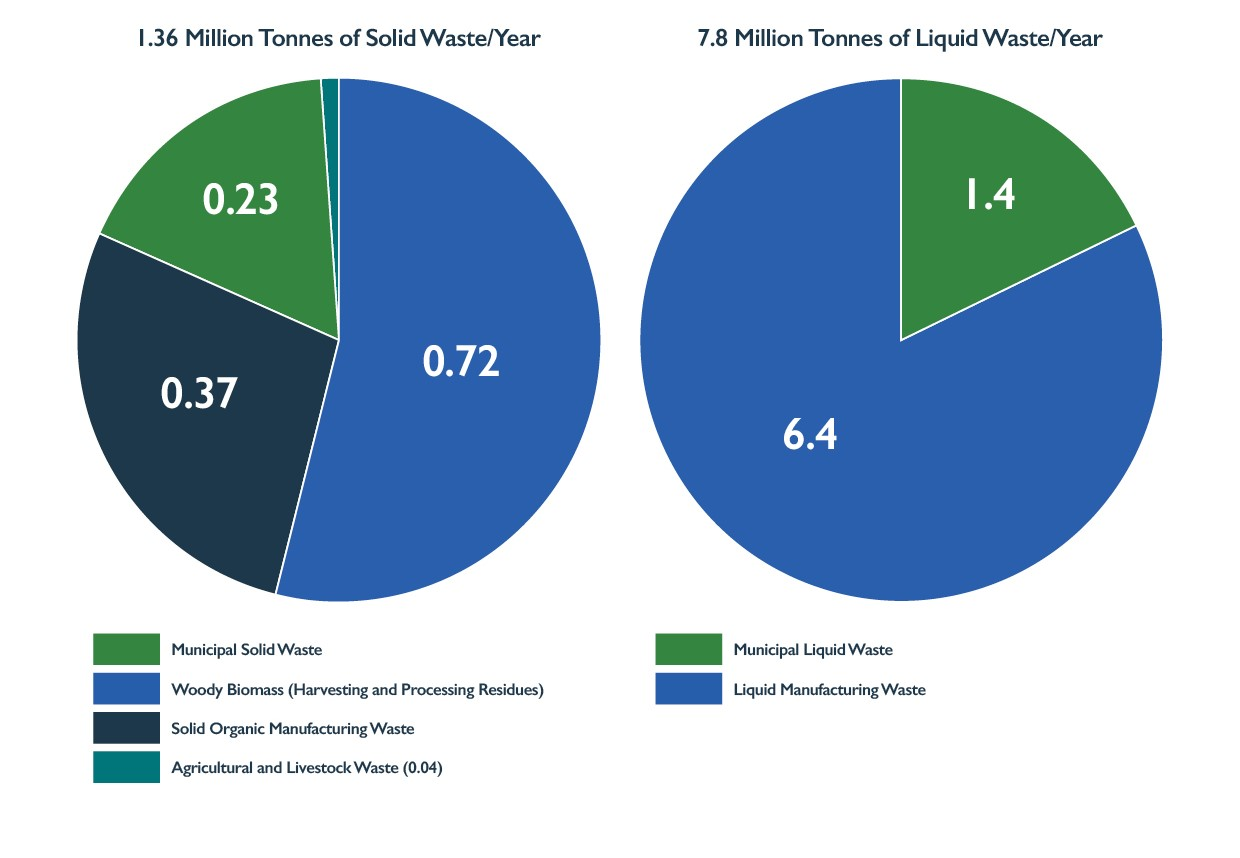 1.36 Million Tonnes of Solid Waste/Year
0.23
0.72
0.37
Municipal Solid Waste
Woody Biomass (Harvesting and Processing Residues)
Solid Organic Manufacturing Waste
Agricultural and Livestock Waste (0.04)
7.8 Million Tonnes of Liquid Waste/Year
1.4
6.4
Municipal Liquid Waste
Liquid Manufacturing Waste